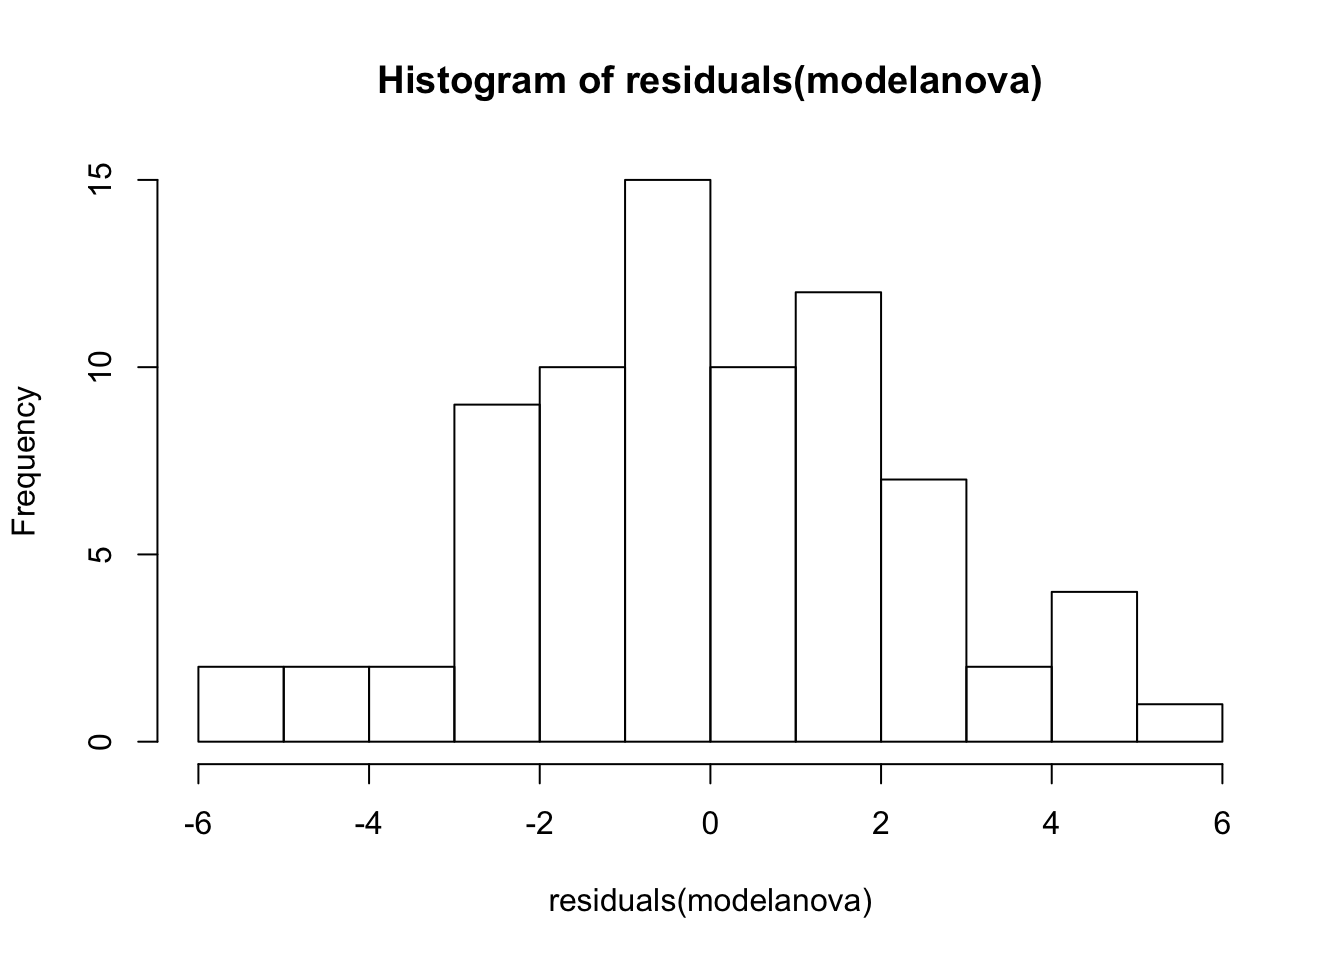 Histogram of residuals(modelanova)
15
10
5
0
Frequency
-6 -4 -2 0 2 4 6
residuals(modelanova)